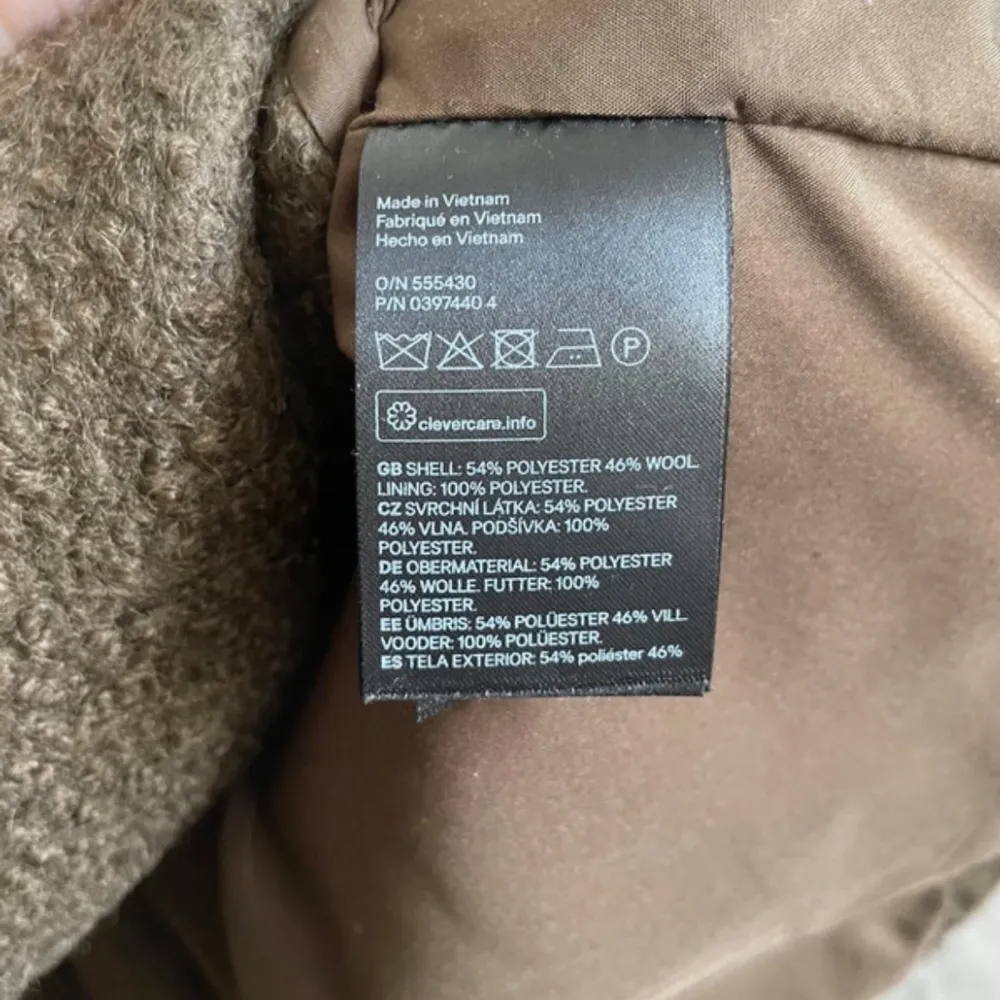 Made in Vietnam
Fabriqué en Vietnam
Hecho en Vietnam
O/N 555430
P/N 0397440 4
P
clevercare.info
GB SHELL: 54% POLYESTER 46% WOOL.
LINING: 100% POLYESTER.
CZ SVRCHNÍ LÁTKA: 54% POLYESTER
46% VLNA. PODŠÍVKA: 100%
POLYESTER.
DE OBERMATERIAL: 54% POLYESTER
46% WOLLE. FUTTER: 100%
POLYESTER.
EE ÜMBRIS: 54% POLÜESTER 46% VILL.
VOODER: 100% POLÜESTER.
ES TELA EXTERIOR: 54% poliéster 46%